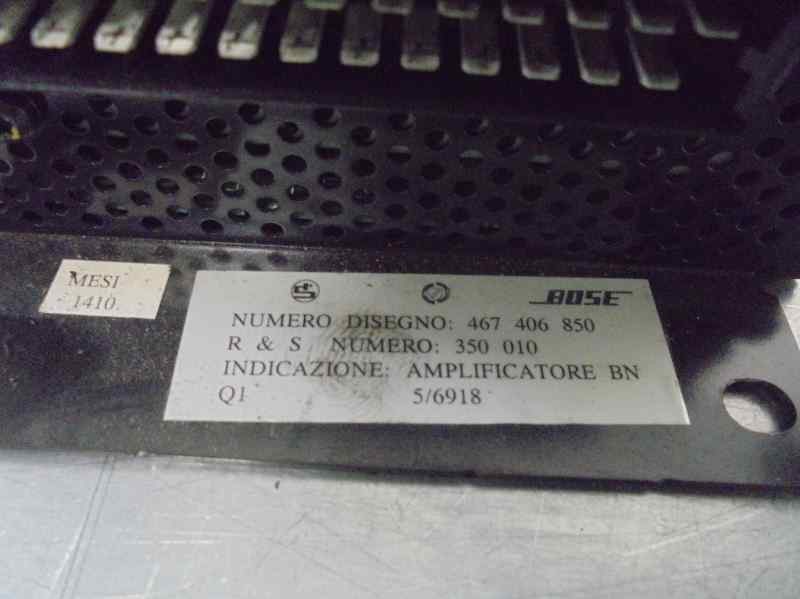 MESI
1410.
BOSE
NUMERO DISEGNO: 467 406 850
R & S NUMERO: 350 010
INDICAZIONE: AMPLIFICATORE BN
Q1 5/6918